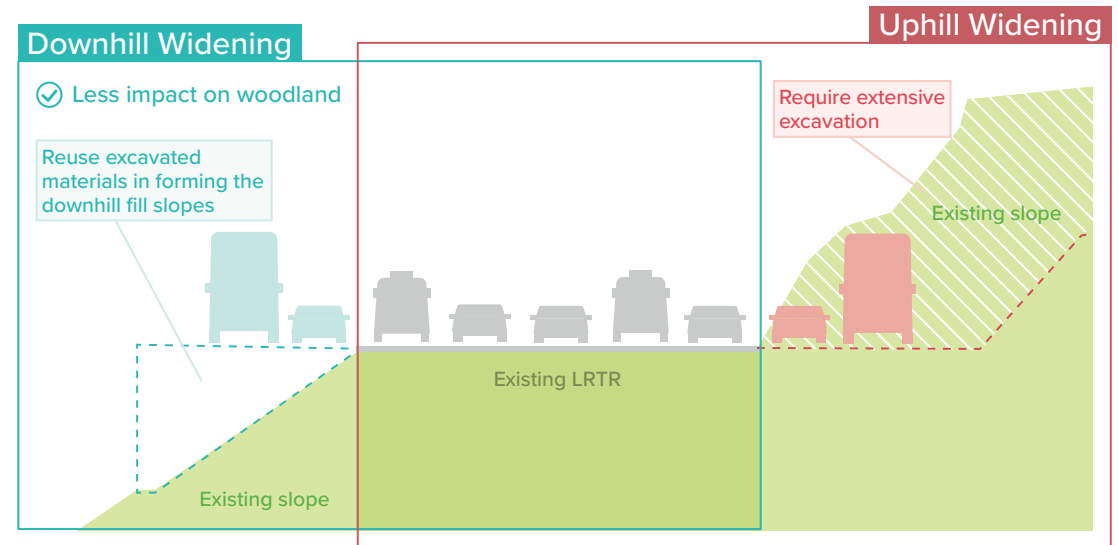 Downhill Widening
Uphill Widening
Less impact on woodland
Require extensive
excavation
Reuse excavated
materials in forming the
downhill fill slopes
Existing slope
Existing LRTR
Existing slope